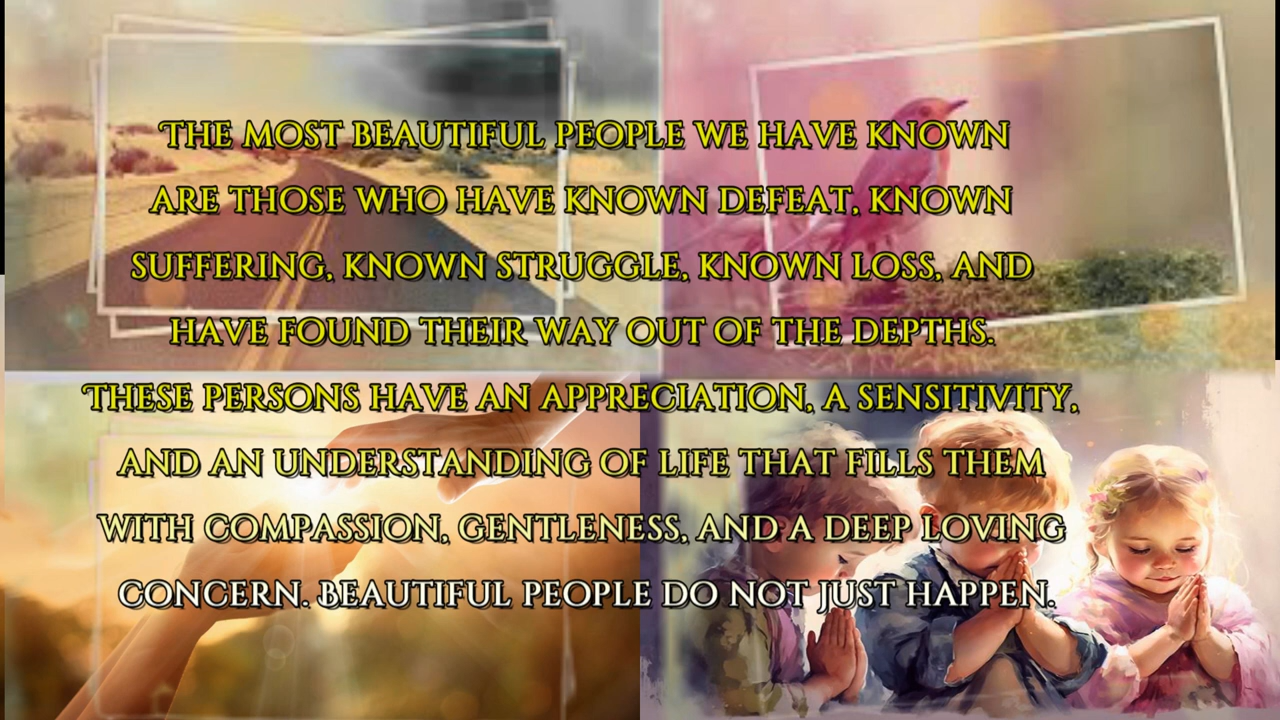 THE MOST BEAUTIFUL PEOPLE WE HAVE KNOWN
ARE THOSE WHO HAVE KNOWN DEFEAT, KNOWN
SUFFERING, KNOWN STRUGGLE, KNOWN LOSS, AND
HAVE FOUND THEIR WAY OUT OF THE DEPTHS.
THESE PERSONS HAVE AN APPRECIATION, A SENSITIVITY,
AND AN UNDERSTANDING OF LIFE THAT FILLS THEM
WITH COMPASSION, GENTLENESS, AND A DEEP LOVING
CONCERN. BEAUTIFUL PEOPLE DO NOT JUST HAPPEN.